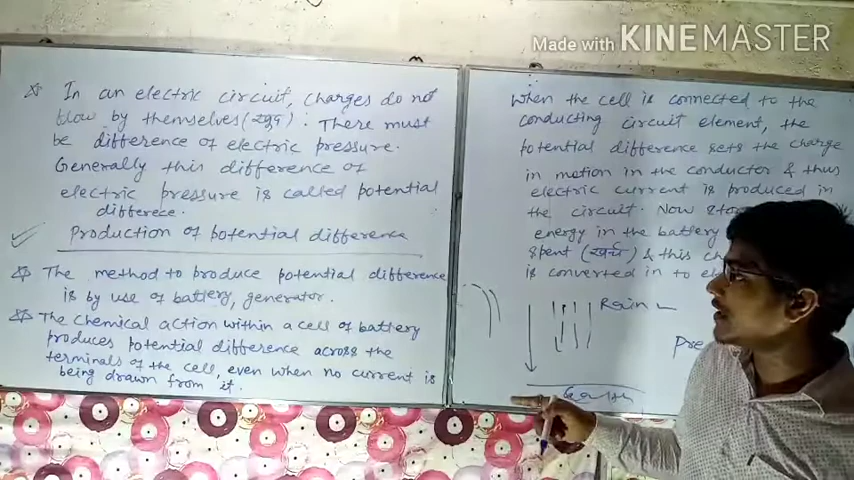 Made with KINEMASTER
In an electric circuit, charges do not
flow by themselves (स्वतः). There must
be difference of electric pressure.
Generally this difference of
electric pressure is called potential
differece.
Production of potential difference
The method to produce potential difference
is by use of battery, generator.
The chemical action within a cell of battery
produces potential difference across the
terminals of the cell, even when no current is
being drawn from it.
When the cell is connected to the
conducting circuit element, the
potential difference sets the charge
in motion in the conductor & thus
electric current is produced in
the circuit. Now
energy in the battery
spent (खर्च) & this
is converted in to
Rain
Earth